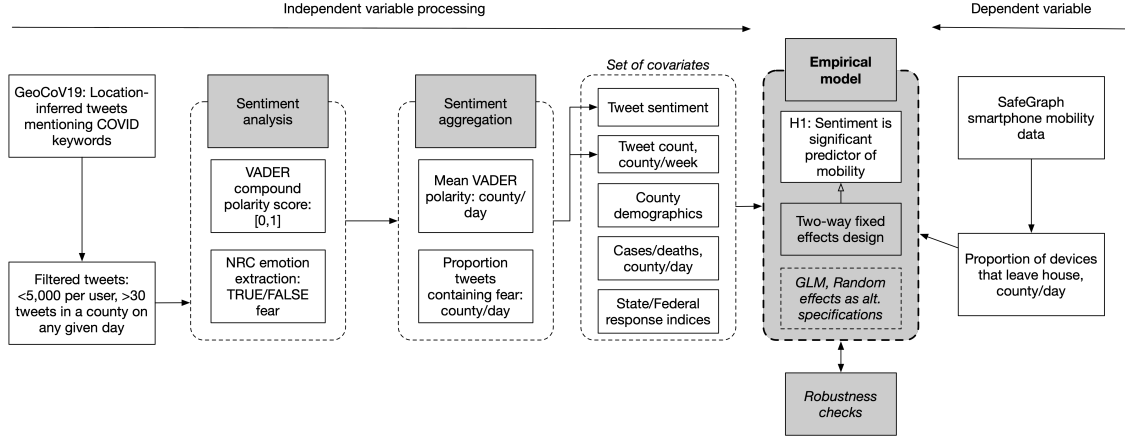 Independent variable processing
Dependent variable
GeoCoV19: Location-
inferred tweets
mentioning COVID
keywords
Filtered tweets:
<5,000 per user, >30
tweets in a county on
any given day
Sentiment
analysis
VADER
compound
polarity score:
[0,1]
NRC emotion
extraction:
TRUE/FALSE
fear
Sentiment
aggregation
Mean VADER
polarity: county/
day
Proportion
tweets
containing fear:
county/day
Set of covariates
Tweet sentiment
Tweet count,
county/week
County
demographics
Cases/deaths,
county/day
State/Federal
response indices
Empirical
model
H1: Sentiment is
significant
predictor of
mobility
Two-way fixed
effects design
GLM, Random
effects as alt.
specifications
Robustness
checks
SafeGraph
smartphone mobility
data
Proportion of devices
that leave house,
county/day